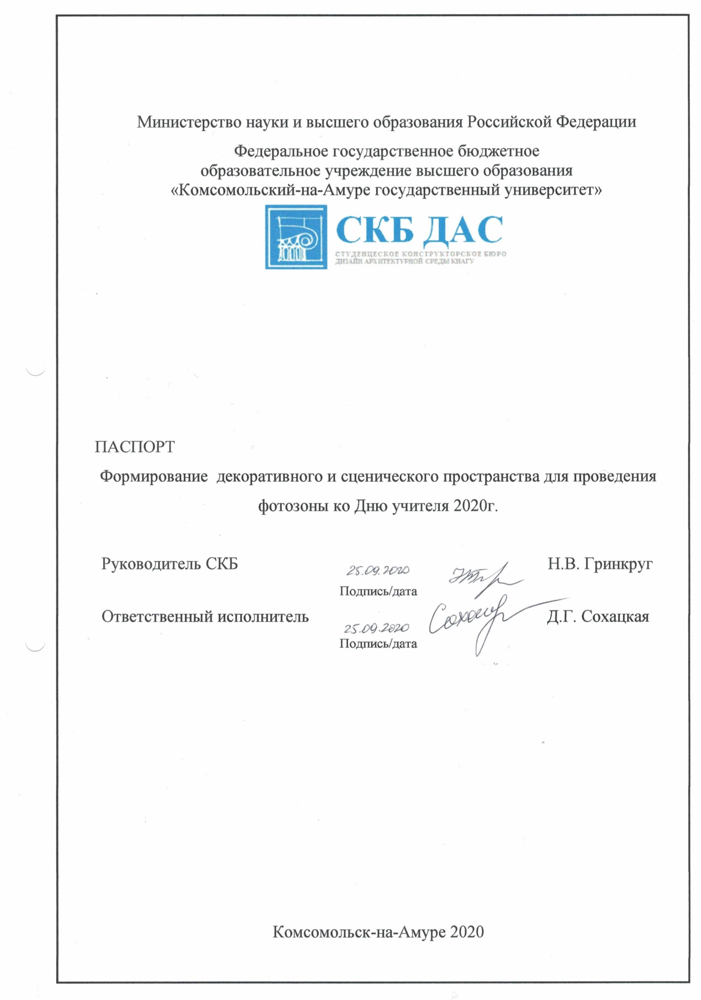 Министерство науки и высшего образования Российской Федерации
Федеральное государственное бюджетное
образовательное учреждение высшего образования
«Комсомольский-на-Амуре государственный университет»
СКБ ДАС
СТУДЕНЦЕСКОЕ КОНСТРУКТОРСКОЕ БЮРО
ДИЗАЙН АРХИТЕКТУРНОЙ СРЕДЫ КНАГУ
ПАСПОРТ
Формирование декоративного и сценического пространства для проведения
фотозоны ко Дню учителя 2020г.
Руководитель СКБ 25.09.2020 Н.В. Гринкруг
Подпись/дата
Ответственный исполнитель 25.09.2020 Д.Г. Сохацкая
Подпись/дата
Комсомольск-на-Амуре 2020